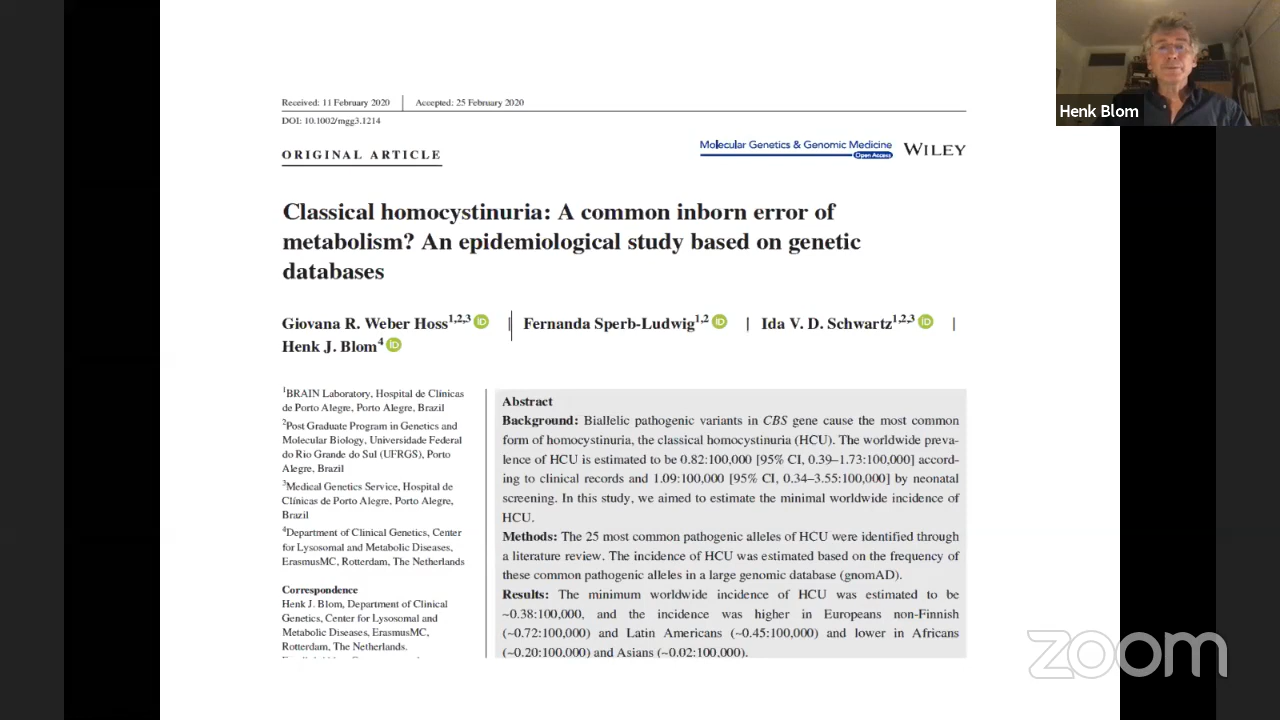 Received: 11 February 2020 | Accepted: 25 February 2020
DOI: 10.1002/mgg3.1214
ORIGINAL ARTICLE
Molecular Genetics & Genomic Medicine
Open Access
WILEY
Classical homocystinuria: A common inborn error of
metabolism? An epidemiological study based on genetic
databases
Giovana R. Weber Hoss1,2,3 iD | Fernanda Sperb-Ludwig1,2 iD | Ida V. D. Schwartz1,2,3 iD |
Henk J. Blom4 iD
1BRAIN Laboratory, Hospital de Clínicas
de Porto Alegre, Porto Alegre, Brazil
2Post Graduate Program in Genetics and
Molecular Biology, Universidade Federal
do Rio Grande do Sul (UFRGS), Porto
Alegre, Brazil
3Medical Genetics Service, Hospital de
Clínicas de Porto Alegre, Porto Alegre,
Brazil
4Department of Clinical Genetics, Center
for Lysosomal and Metabolic Diseases,
ErasmusMC, Rotterdam, The Netherlands
Correspondence
Henk J. Blom, Department of Clinical
Genetics, Center for Lysosomal and
Metabolic Diseases, ErasmusMC,
Rotterdam, The Netherlands.
Abstract
Background: Biallelic pathogenic variants in CBS gene cause the most common
form of homocystinuria, the classical homocystinuria (HCU). The worldwide preva-
lence of HCU is estimated to be 0.82:100,000 [95% CI, 0.39–1.73:100,000] accord-
ing to clinical records and 1.09:100,000 [95% CI, 0.34–3.55:100,000] by neonatal
screening. In this study, we aimed to estimate the minimal worldwide incidence of
HCU.
Methods: The 25 most common pathogenic alleles of HCU were identified through
a literature review. The incidence of HCU was estimated based on the frequency of
these common pathogenic alleles in a large genomic database (gnomAD).
Results: The minimum worldwide incidence of HCU was estimated to be
~0.38:100,000, and the incidence was higher in Europeans non-Finnish
(~0.72:100,000) and Latin Americans (~0.45:100,000) and lower in Africans
(~0.20:100,000) and Asians (~0.02:100,000).
Henk Blom
zoom